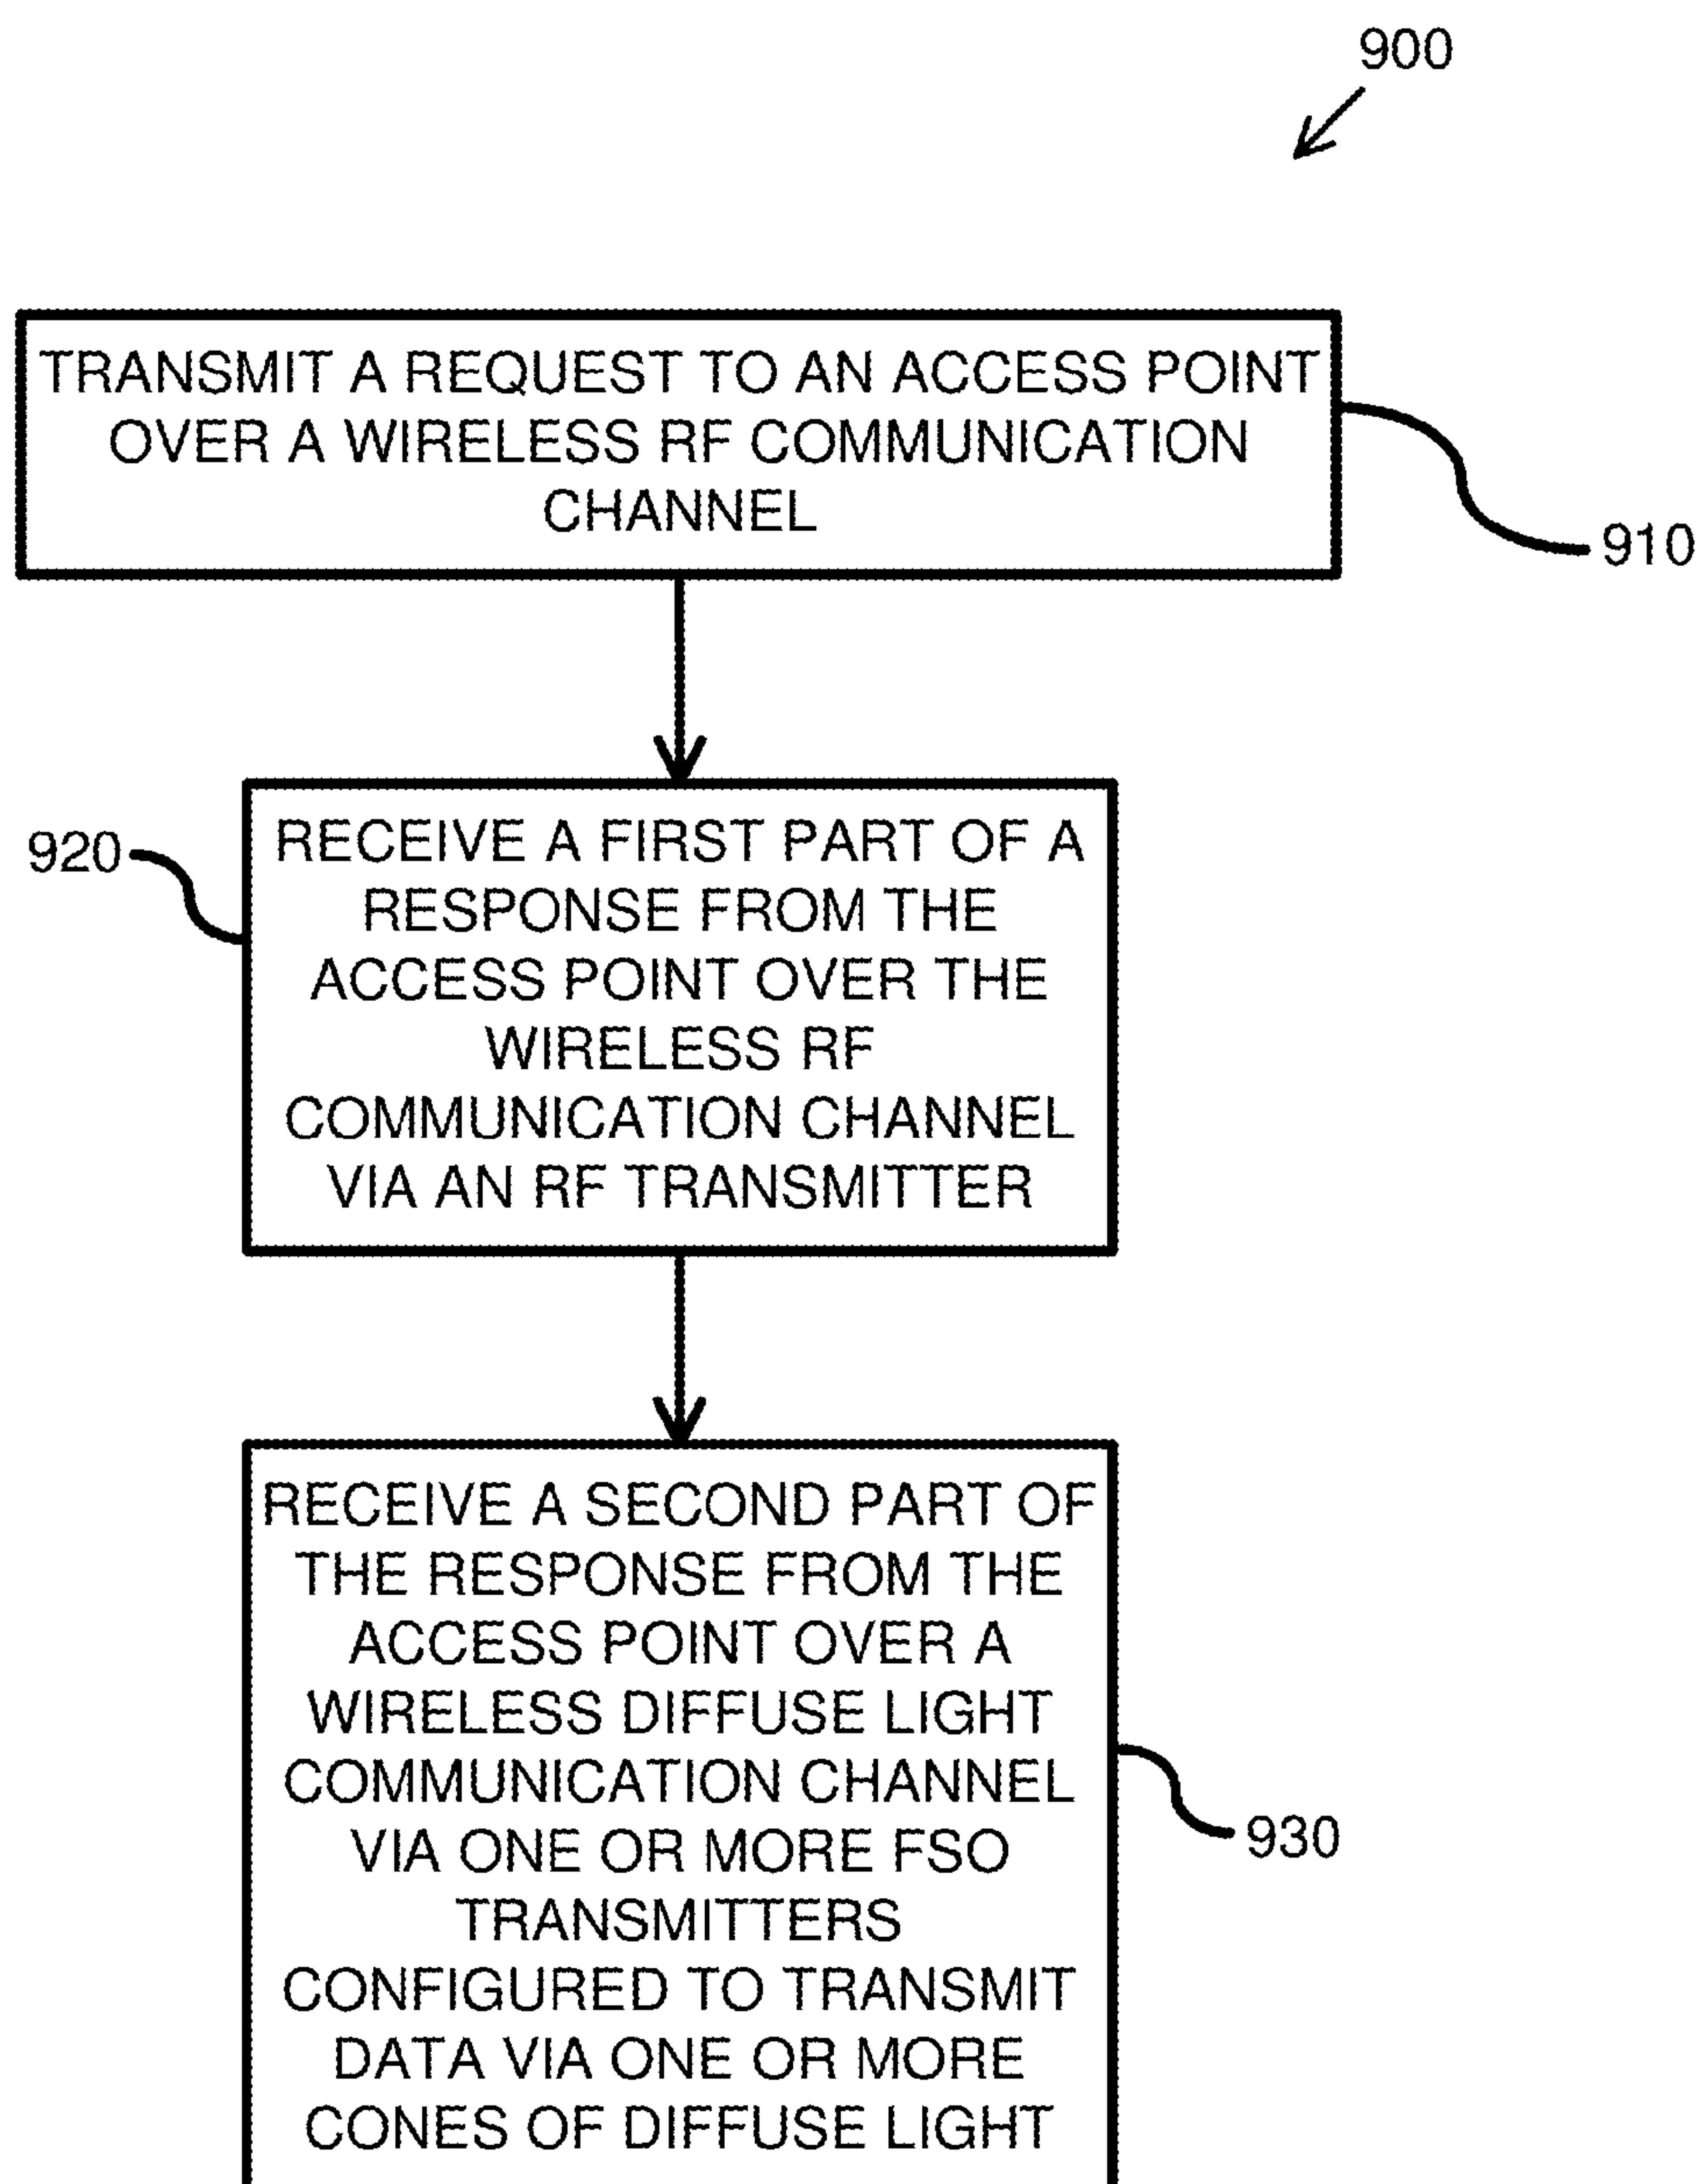 900
TRANSMIT A REQUEST TO AN ACCESS POINT
OVER A WIRELESS RF COMMUNICATION
CHANNEL
910
920
RECEIVE A FIRST PART OF A
RESPONSE FROM THE
ACCESS POINT OVER THE
WIRELESS RF
COMMUNICATION CHANNEL
VIA AN RF TRANSMITTER
RECEIVE A SECOND PART OF
THE RESPONSE FROM THE
ACCESS POINT OVER A
WIRELESS DIFFUSE LIGHT
COMMUNICATION CHANNEL
VIA ONE OR MORE FSO
TRANSMITTERS
CONFIGURED TO TRANSMIT
DATA VIA ONE OR MORE
CONES OF DIFFUSE LIGHT
930